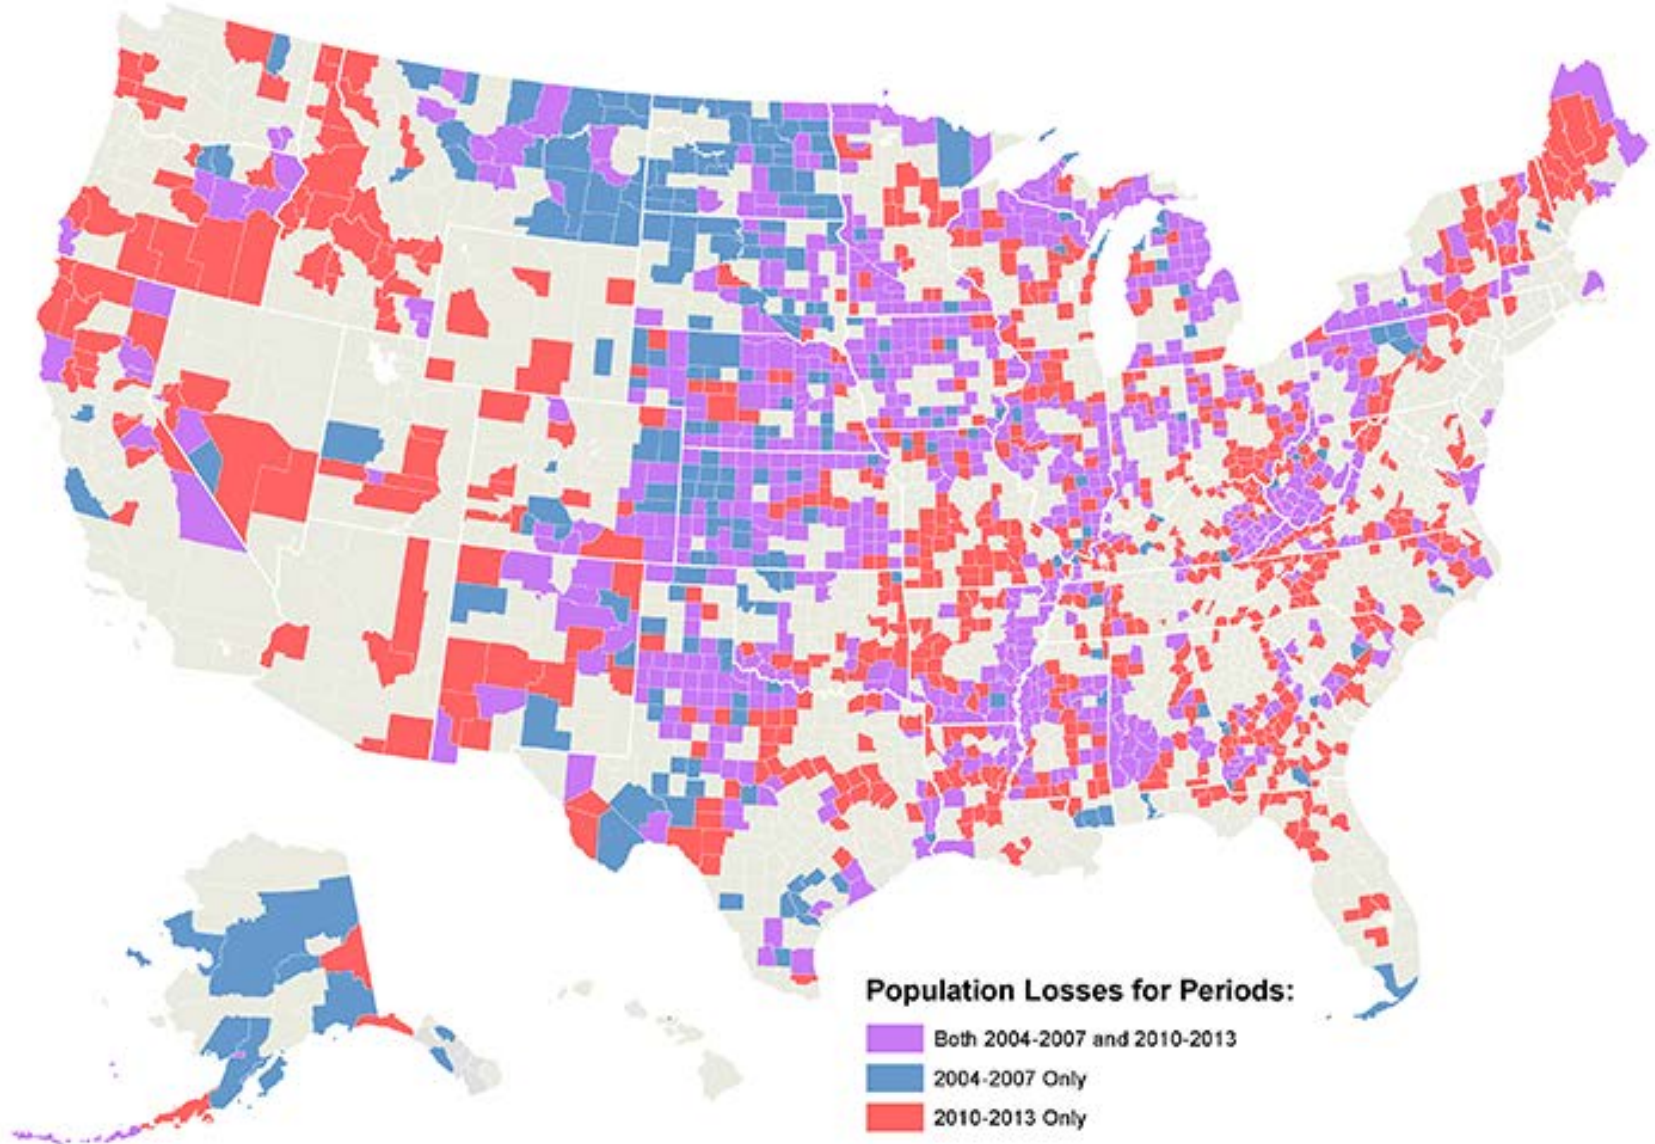 Population Losses for Periods:
Both 2004-2007 and 2010-2013
2004-2007 Only
2010-2013 Only